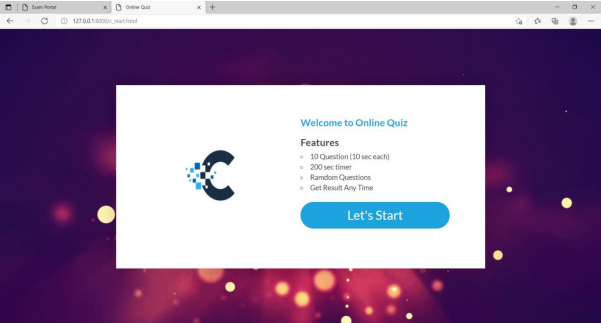 Exam Portal
Online Quiz
127.0.0.1:8000/c_start.html
Welcome to Online Quiz
Features
10 Question (10 sec each)
200 sec timer
Ramdom Questions
Get Result Any Time
Let's Start